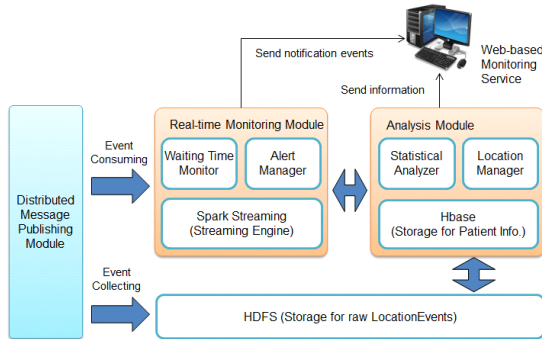 Send notification events
Web-based
Monitoring
Service
Send information
Distributed
Message
Publishing
Module
Event
Consuming
Real-time Monitoring Module
Waiting Time
Monitor
Alert
Manager
Spark Streaming
(Streaming Engine)
Analysis Module
Statistical
Analyzer
Location
Manager
Hbase
(Storage for Patient Info.)
Event
Collecting
HDFS (Storage for raw LocationEvents)